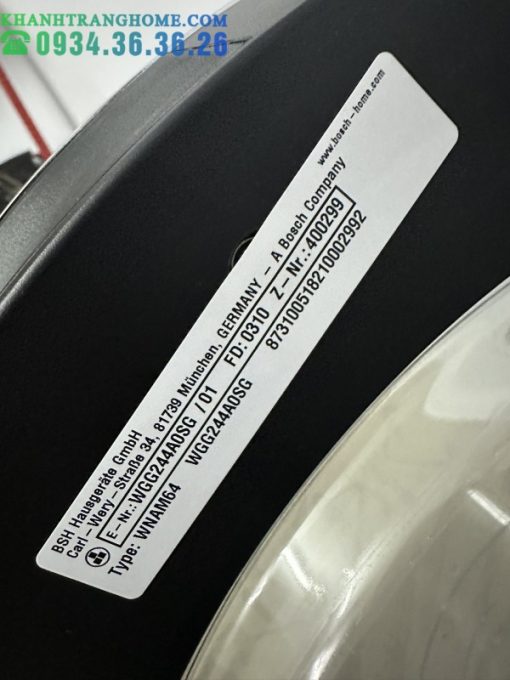 KHANHTRANGHOME.COM
0934.36.36.26
www.bosch-home.com
BSH Hausgeräte GmbH
Carl-Wery-Straße 34, 81739 München, GERMANY - A Bosch Company
E-Nr.: WGG244A0SG /01 FD: 0310 Z-Nr.: 400299
Type: WNAM64 WGG244A0SG 873100518210002992